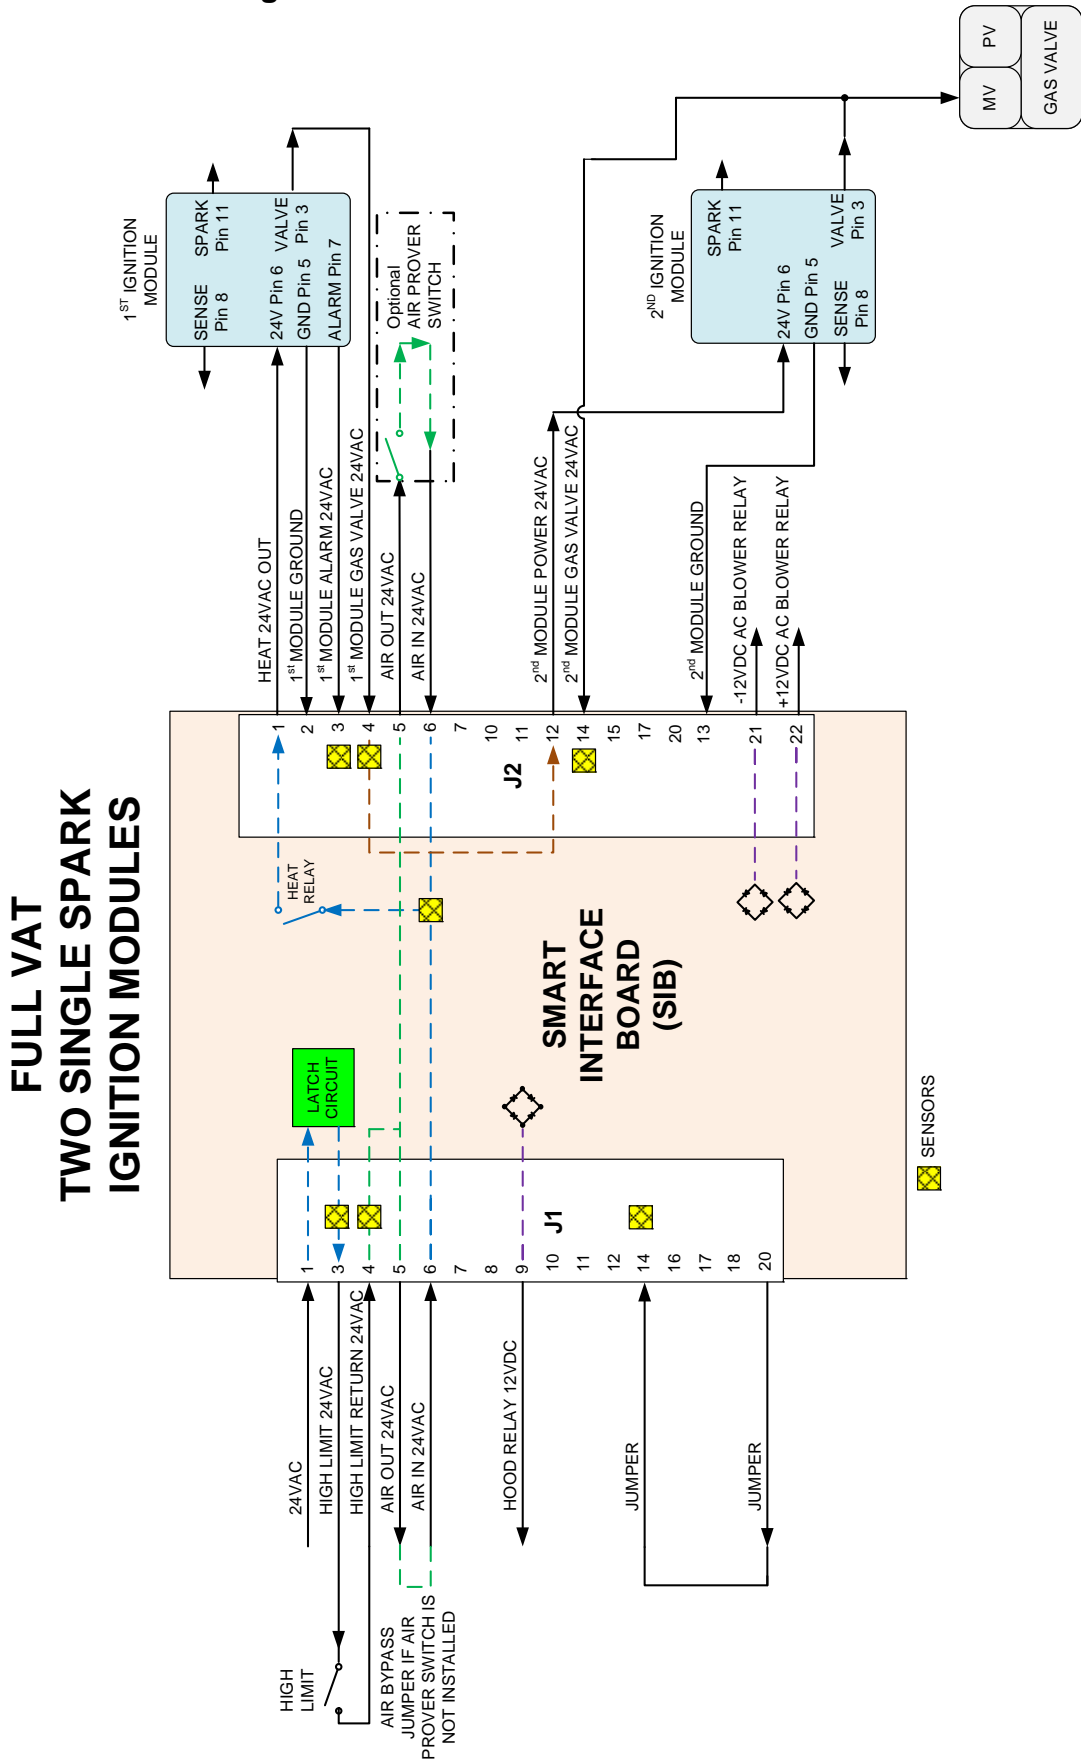 FULL VAT
TWO SINGLE SPARK
IGNITION MODULES
24VAC
HIGH LIMIT 24VAC
HIGH LIMIT RETURN 24VAC
AIR OUT 24VAC
AIR IN 24VAC
HOOD RELAY 12VDC
JUMPER
JUMPER
HIGH
LIMIT
AIR BYPASS
JUMPER IF AIR
PROVER SWITCH IS
NOT INSTALLED
1
3
4
5
6
7
8
9
10
11
12
14
16
17
18
20
J1
LATCH
CIRCUIT
HEAT
RELAY
SMART
INTERFACE
BOARD
(SIB)
SENSORS
J2
1
2
3
4
5
6
7
10
11
12
14
15
17
20
13
21
22
HEAT 24VAC OUT
1st MODULE GROUND
1st MODULE ALARM 24VAC
1st MODULE GAS VALVE 24VAC
AIR OUT 24VAC
AIR IN 24VAC
2nd MODULE POWER 24VAC
2nd MODULE GAS VALVE 24VAC
2nd MODULE GROUND
-12VDC AC BLOWER RELAY
+12VDC AC BLOWER RELAY
Optional
AIR PROVER
SWITCH
1ST IGNITION
MODULE
SENSE
Pin 8
SPARK
Pin 11
24V Pin 6
VALVE
Pin 3
GND Pin 5
ALARM Pin 7
2ND IGNITION
MODULE
SPARK
Pin 11
24V Pin 6
GND Pin 5
SENSE
Pin 8
VALVE
Pin 3
MV
PV
GAS VALVE